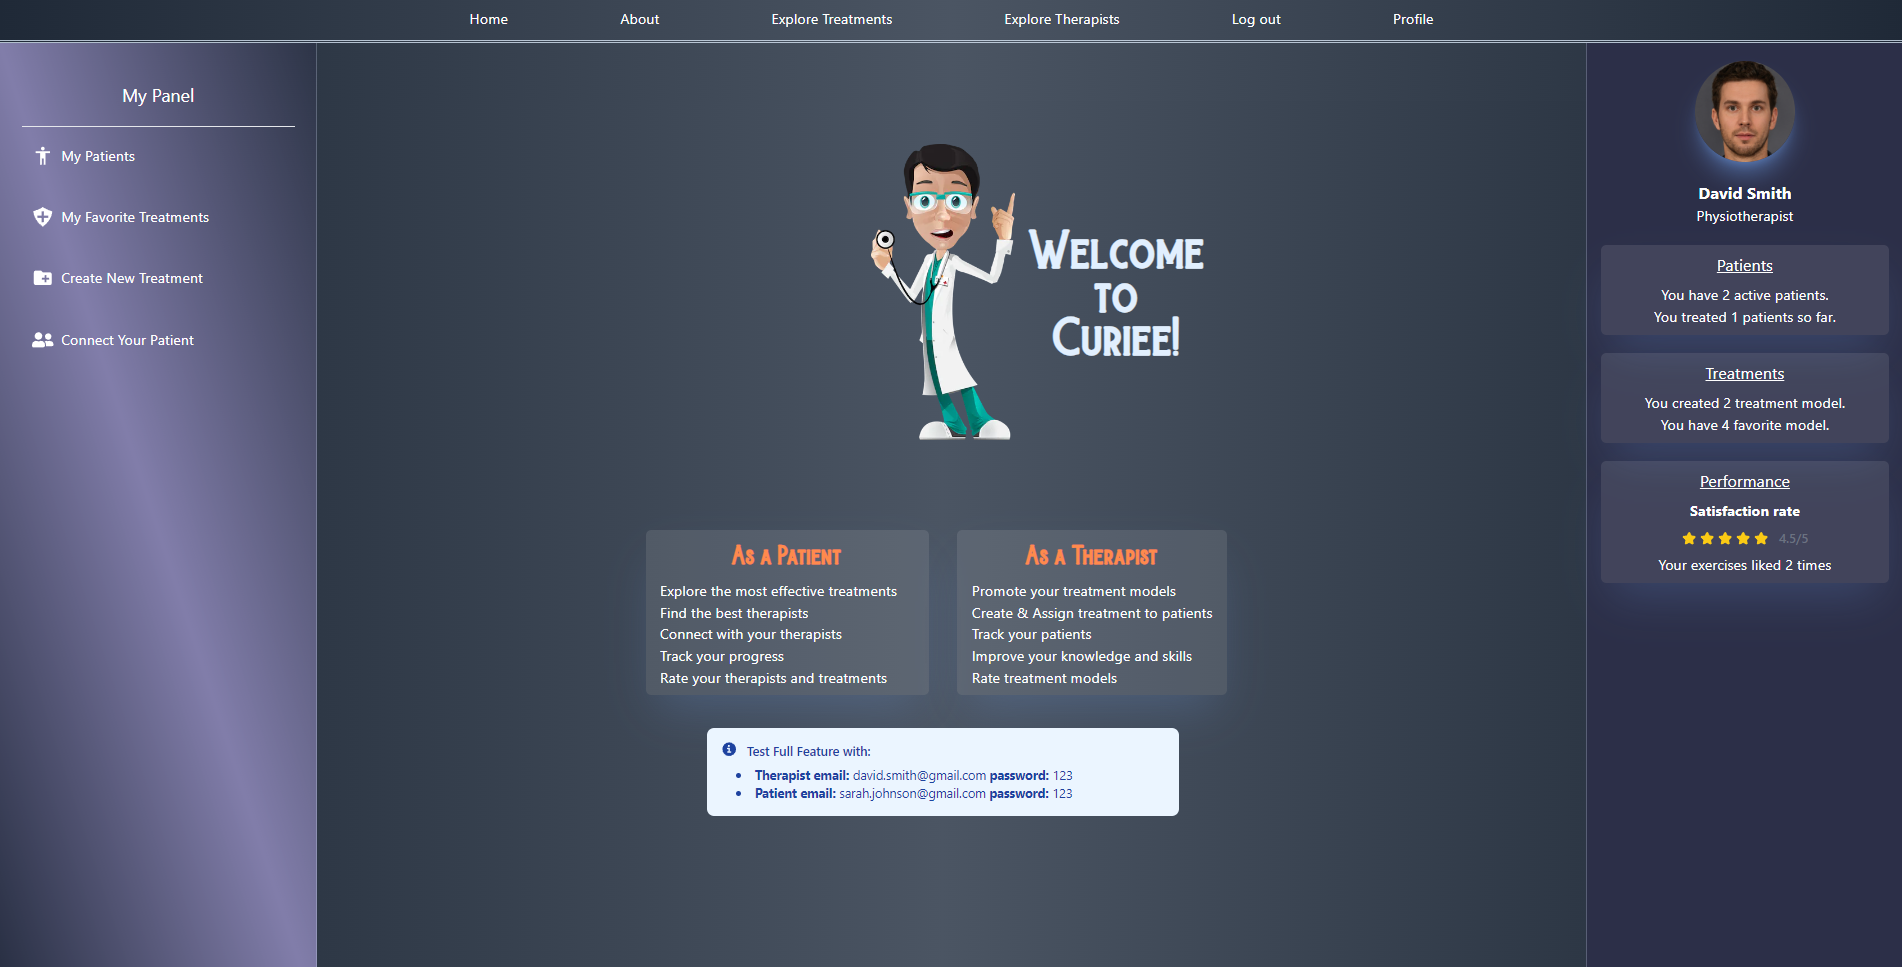 Home
About
Explore Treatments
Explore Therapists
Log out
Profile
My Panel
My Patients
My Favorite Treatments
Create New Treatment
Connect Your Patient
Welcome
to
Curiee!
As a Patient
Explore the most effective treatments
Find the best therapists
Connect with your therapists
Track your progress
Rate your therapists and treatments
As a Therapist
Promote your treatment models
Create & Assign treatment to patients
Track your patients
Improve your knowledge and skills
Rate treatment models
Test Full Feature with:
Therapist email: david.smith@gmail.com password: 123
Patient email: sarah.johnson@gmail.com password: 123
David Smith
Physiotherapist
Patients
You have 2 active patients.
You treated 1 patients so far.
Treatments
You created 2 treatment model.
You have 4 favorite model.
Performance
Satisfaction rate
4.5/5
Your exercises liked 2 times